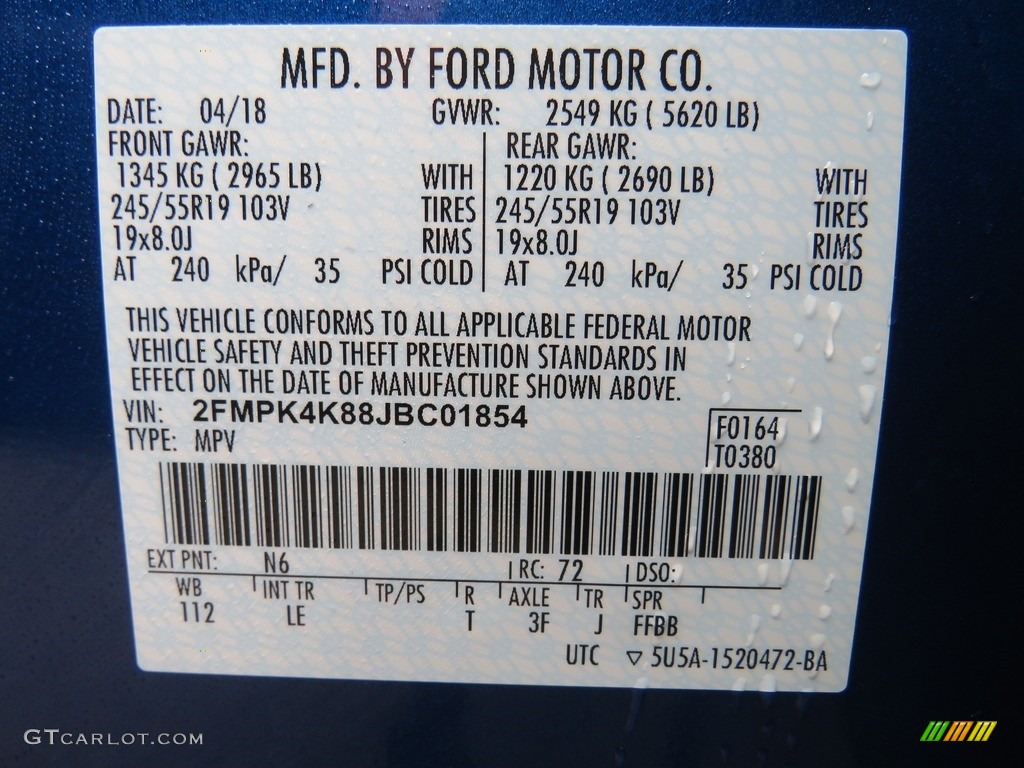 MFD. BY FORD MOTOR CO.
DATE: 04/18 GVWR: 2549 KG ( 5620 LB)
FRONT GAWR: REAR GAWR:
1345 KG ( 2965 LB) WITH 1220 KG ( 2690 LB) WITH
245/55R19 103V TIRES 245/55R19 103V TIRES
19x8.0J RIMS 19x8.0J RIMS
AT 240 kPa/ 35 PSI COLD AT 240 kPa/ 35 PSI COLD
THIS VEHICLE CONFORMS TO ALL APPLICABLE FEDERAL MOTOR
VEHICLE SAFETY AND THEFT PREVENTION STANDARDS IN
EFFECT ON THE DATE OF MANUFACTURE SHOWN ABOVE.
VIN: 2FMPK4K88JBC01854
TYPE: MPV
F0164
T0380
EXT PNT: N6 RC: 72 DSO:
WB INT TR TP/PS R AXLE TR SPR
112 LE T 3F J FFBB
UTC ▽ 5U5A-1520472-BA
GTCARLOT.COM